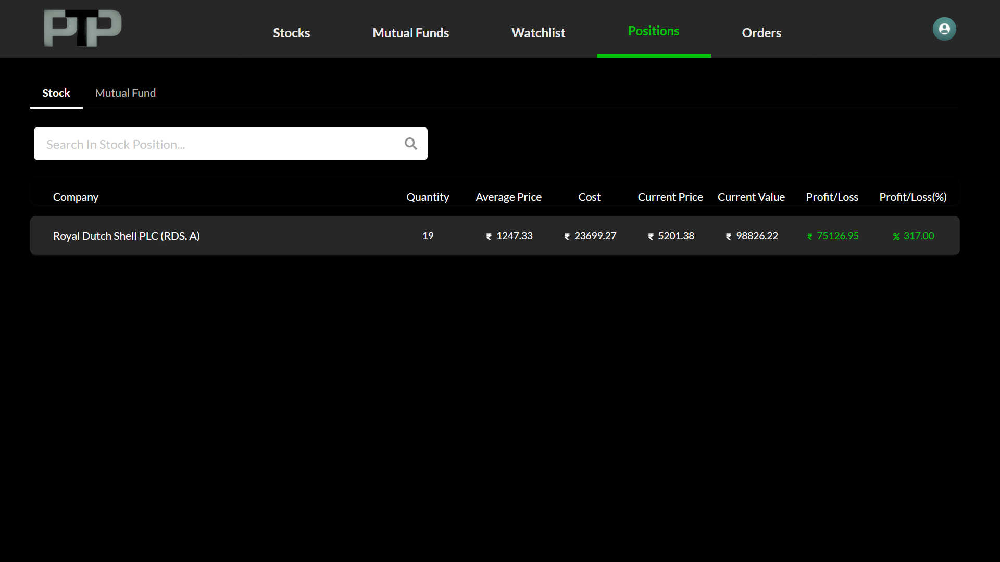 PTP
Stocks Mutual Funds Watchlist Positions Orders
Stock Mutual Fund
Search In Stock Position...
Company Quantity Average Price Cost Current Price Current Value Profit/Loss Profit/Loss(%)
Royal Dutch Shell PLC (RDS. A) 19 ₹ 1247.33 ₹ 23699.27 ₹ 5201.38 ₹ 98826.22 ₹ 75126.95 % 317.00